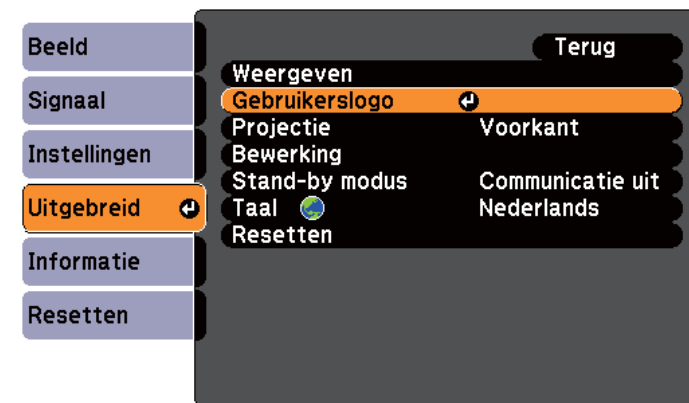 Beeld
Signaal
Instellingen
Uitgebreid
Informatie
Resetten
Terug
Weergeven
Gebruikerslogo
Projectie Voorkant
Bewerking
Stand-by modus Communicatie uit
Taal Nederlands
Resetten